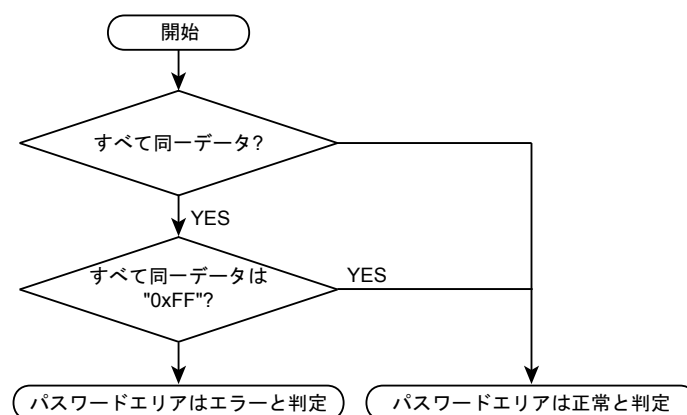 開始
すべて同一データ?
YES
すべて同一データは
"0xFF"?
YES
パスワードエリアはエラーと判定
パスワードエリアは正常と判定